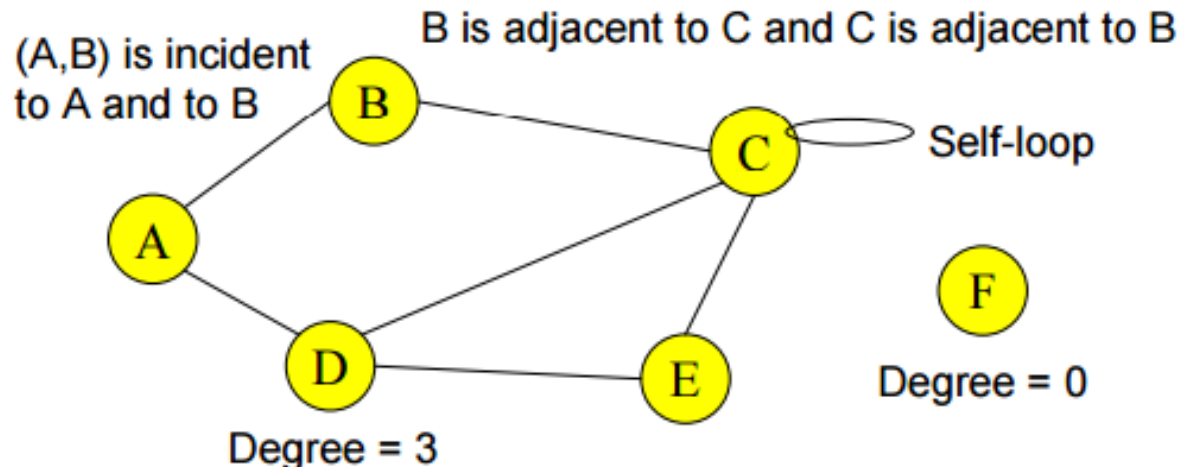 B is adjacent to C and C is adjacent to B
(A,B) is incident
to A and to B
B
C
Self-loop
A
F
D
E
Degree = 0
Degree = 3